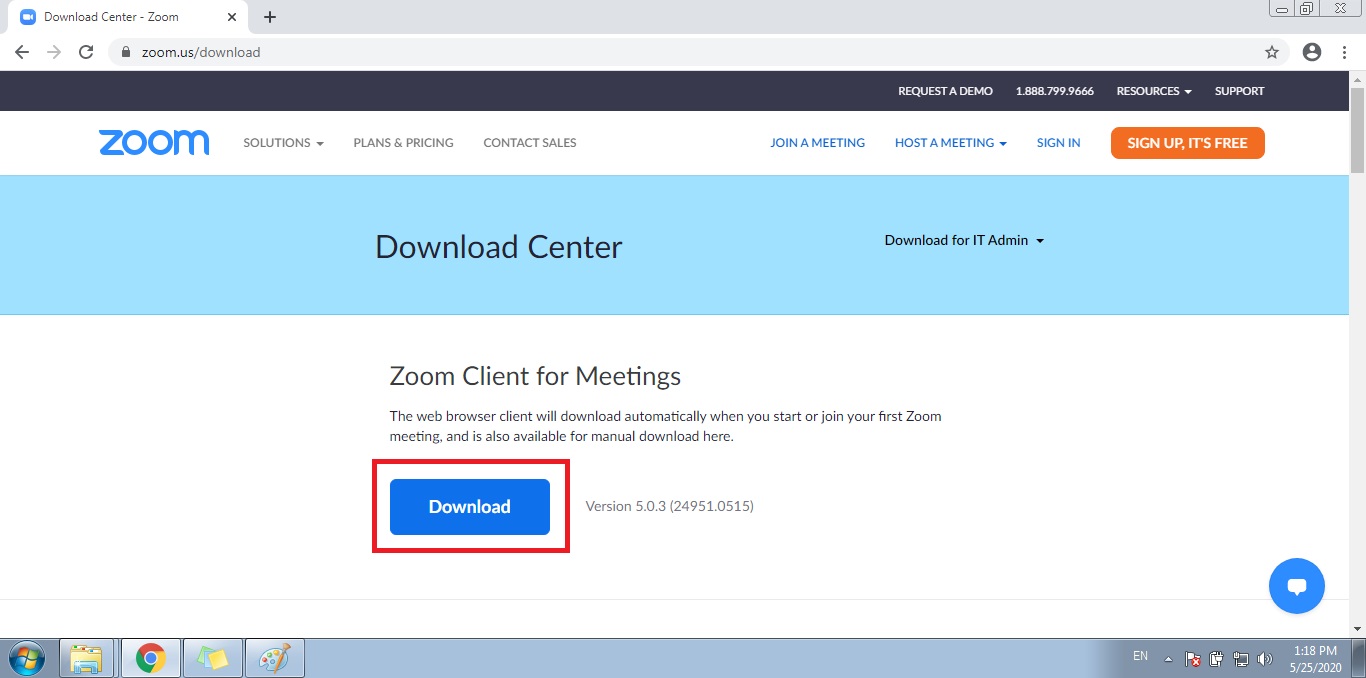 Download Center - Zoom
zoom.us/download
REQUEST A DEMO 1.888.799.9666 RESOURCES SUPPORT
zoom SOLUTIONS PLANS & PRICING CONTACT SALES JOIN A MEETING HOST A MEETING SIGN IN SIGN UP, IT'S FREE
Download Center Download for IT Admin
Zoom Client for Meetings
The web browser client will download automatically when you start or join your first Zoom
meeting, and is also available for manual download here.
Download Version 5.0.3 (24951.0515)
EN 1:18 PM
5/25/2020